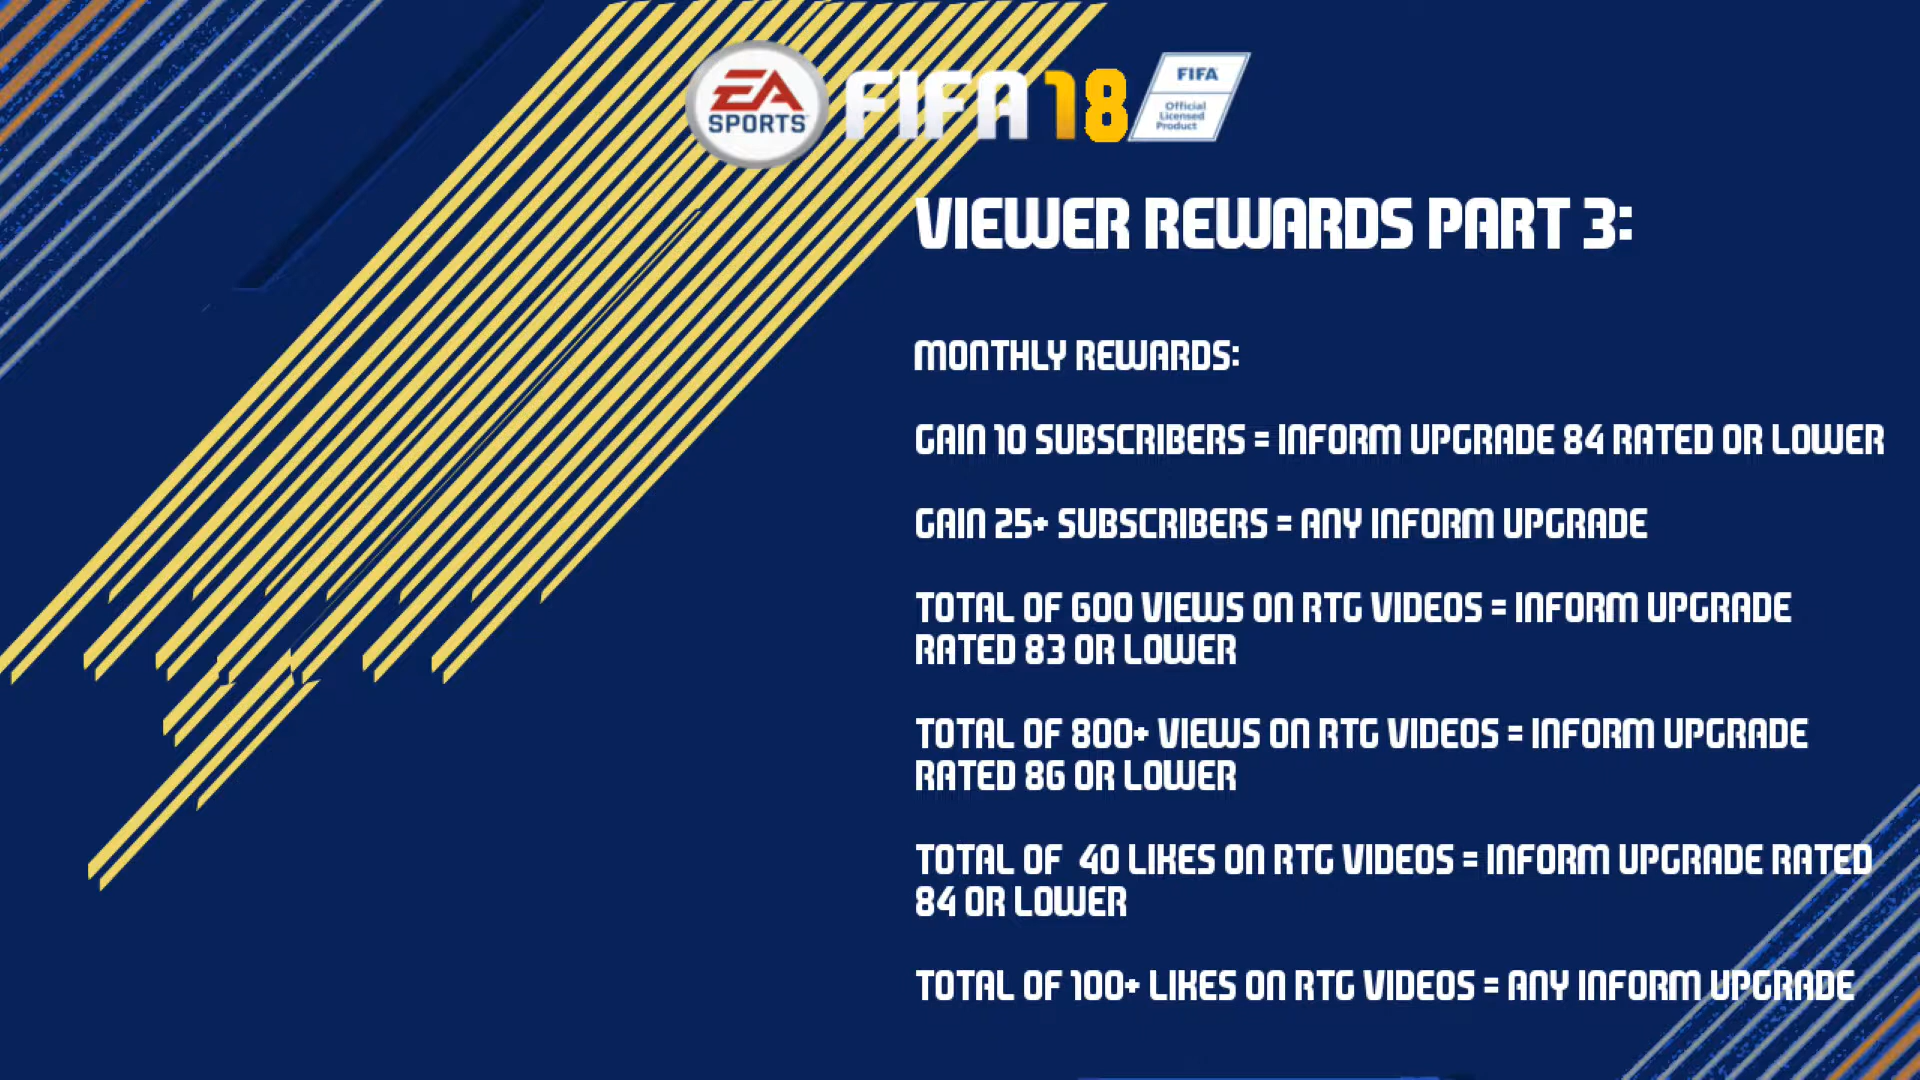 EA
SPORTS
FIFA 18
FIFA
Official
Licensed
Product
VIEWER REWARDS PART 3:
MONTHLY REWARDS:
GAIN 10 SUBSCRIBERS = INFORM UPGRADE 84 RATED OR LOWER
GAIN 25+ SUBSCRIBERS = ANY INFORM UPGRADE
TOTAL OF 600 VIEWS ON RTG VIDEOS = INFORM UPGRADE
RATED 83 OR LOWER
TOTAL OF 800+ VIEWS ON RTG VIDEOS = INFORM UPGRADE
RATED 86 OR LOWER
TOTAL OF  40 LIKES ON RTG VIDEOS = INFORM UPGRADE RATED
84 OR LOWER
TOTAL OF 100+ LIKES ON RTG VIDEOS = ANY INFORM UPGRADE